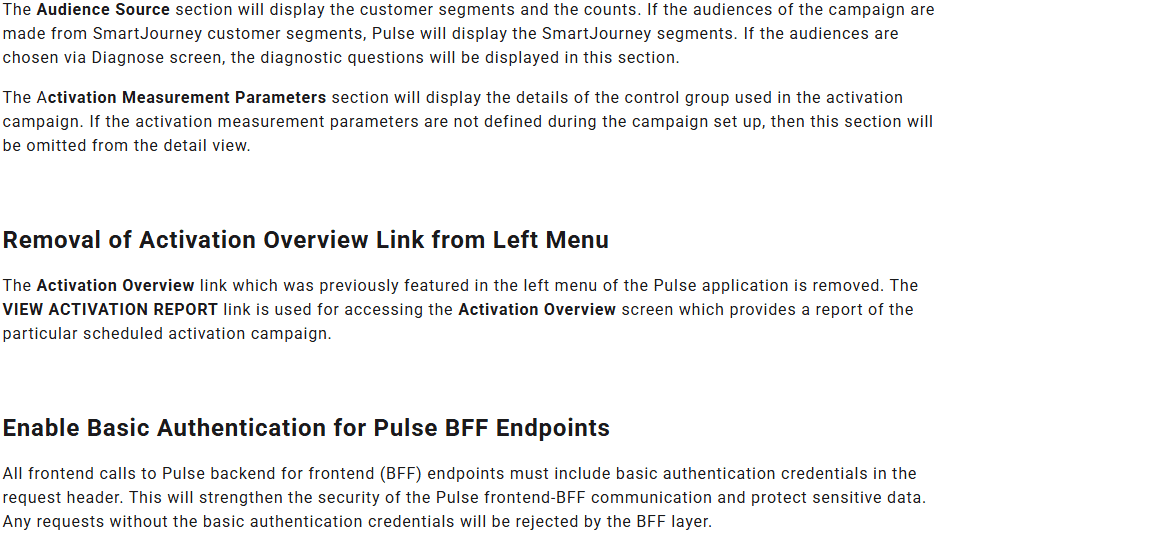 The Audience Source section will display the customer segments and the counts. If the audiences of the campaign are
made from SmartJourney customer segments, Pulse will display the SmartJourney segments. If the audiences are
chosen via Diagnose screen, the diagnostic questions will be displayed in this section.
The Activation Measurement Parameters section will display the details of the control group used in the activation
campaign. If the activation measurement parameters are not defined during the campaign set up, then this section will
be omitted from the detail view.
Removal of Activation Overview Link from Left Menu
The Activation Overview link which was previously featured in the left menu of the Pulse application is removed. The
VIEW ACTIVATION REPORT link is used for accessing the Activation Overview screen which provides a report of the
particular scheduled activation campaign.
Enable Basic Authentication for Pulse BFF Endpoints
All frontend calls to Pulse backend for frontend (BFF) endpoints must include basic authentication credentials in the
request header. This will strengthen the security of the Pulse frontend-BFF communication and protect sensitive data.
Any requests without the basic authentication credentials will be rejected by the BFF layer.